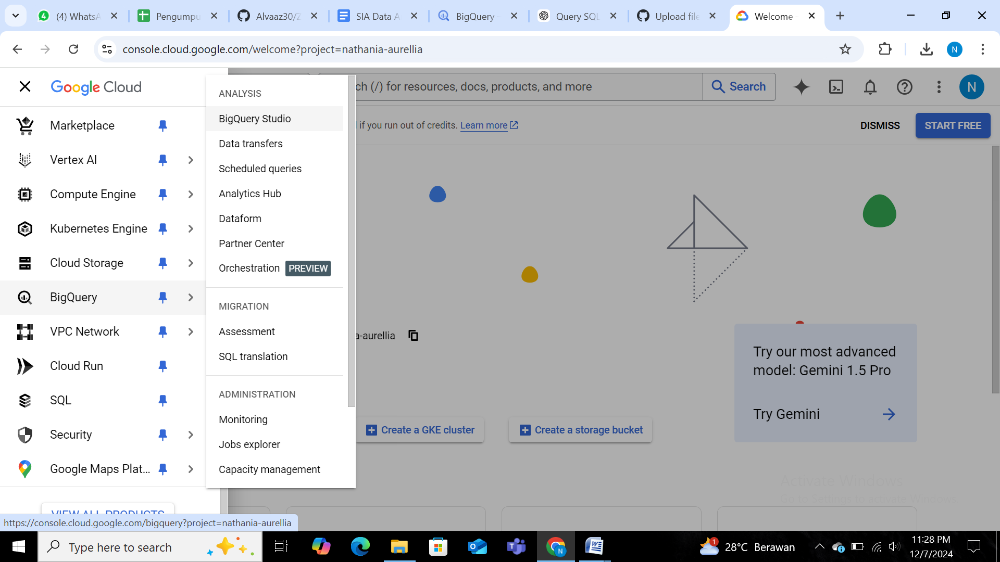 (4) WhatsA
Pengumpu
Alvaaz30/Z
SIA Data A
BigQuery -
Query SQL
Upload file
Welcome -
console.cloud.google.com/welcome?project=nathania-aurellia
N
Google Cloud
ch (/) for resources, docs, products, and more
Search
N
if you run out of credits. Learn more
DISMISS
START FREE
Marketplace
Vertex AI
Compute Engine
Kubernetes Engine
Cloud Storage
BigQuery
VPC Network
Cloud Run
SQL
Security
Google Maps Plat...
VIEW ALL PRODUCTS
ANALYSIS
BigQuery Studio
Data transfers
Scheduled queries
Analytics Hub
Dataform
Partner Center
Orchestration PREVIEW
MIGRATION
Assessment
SQL translation
ADMINISTRATION
Monitoring
Jobs explorer
Capacity management
a-aurellia
Try our most advanced
model: Gemini 1.5 Pro
Try Gemini
Create a GKE cluster
Create a storage bucket
Activate Windows
Go to Settings to activate Windows.
https://console.cloud.google.com/bigquery?project=nathania-aurellia
Type here to search
1
28°C Berawan
11:28 PM
12/7/2024